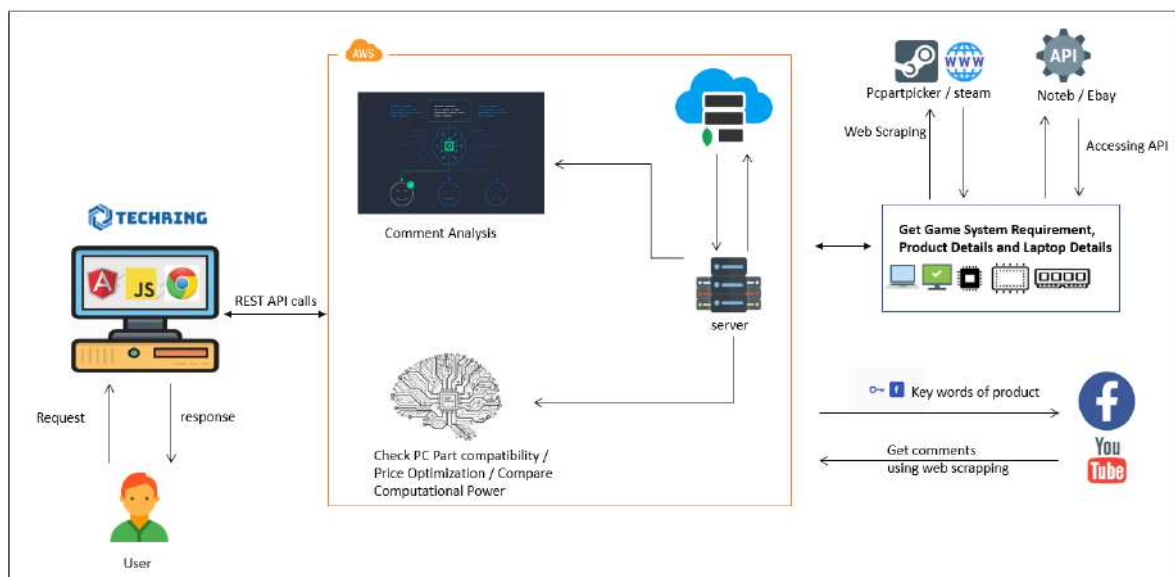 AWS
Pcpartpicker / steam
WWW
API
Noteb / Ebay
Web Scraping
Accessing API
Comment Analysis
Get Game System Requirement,
Product Details and Laptop Details
TECHRING
JS
REST API calls
server
Request
response
Check PC Part compatibility /
Price Optimization / Compare
Computational Power
User
f
Key words of product
f
Get comments
using web scrapping
You
Tube